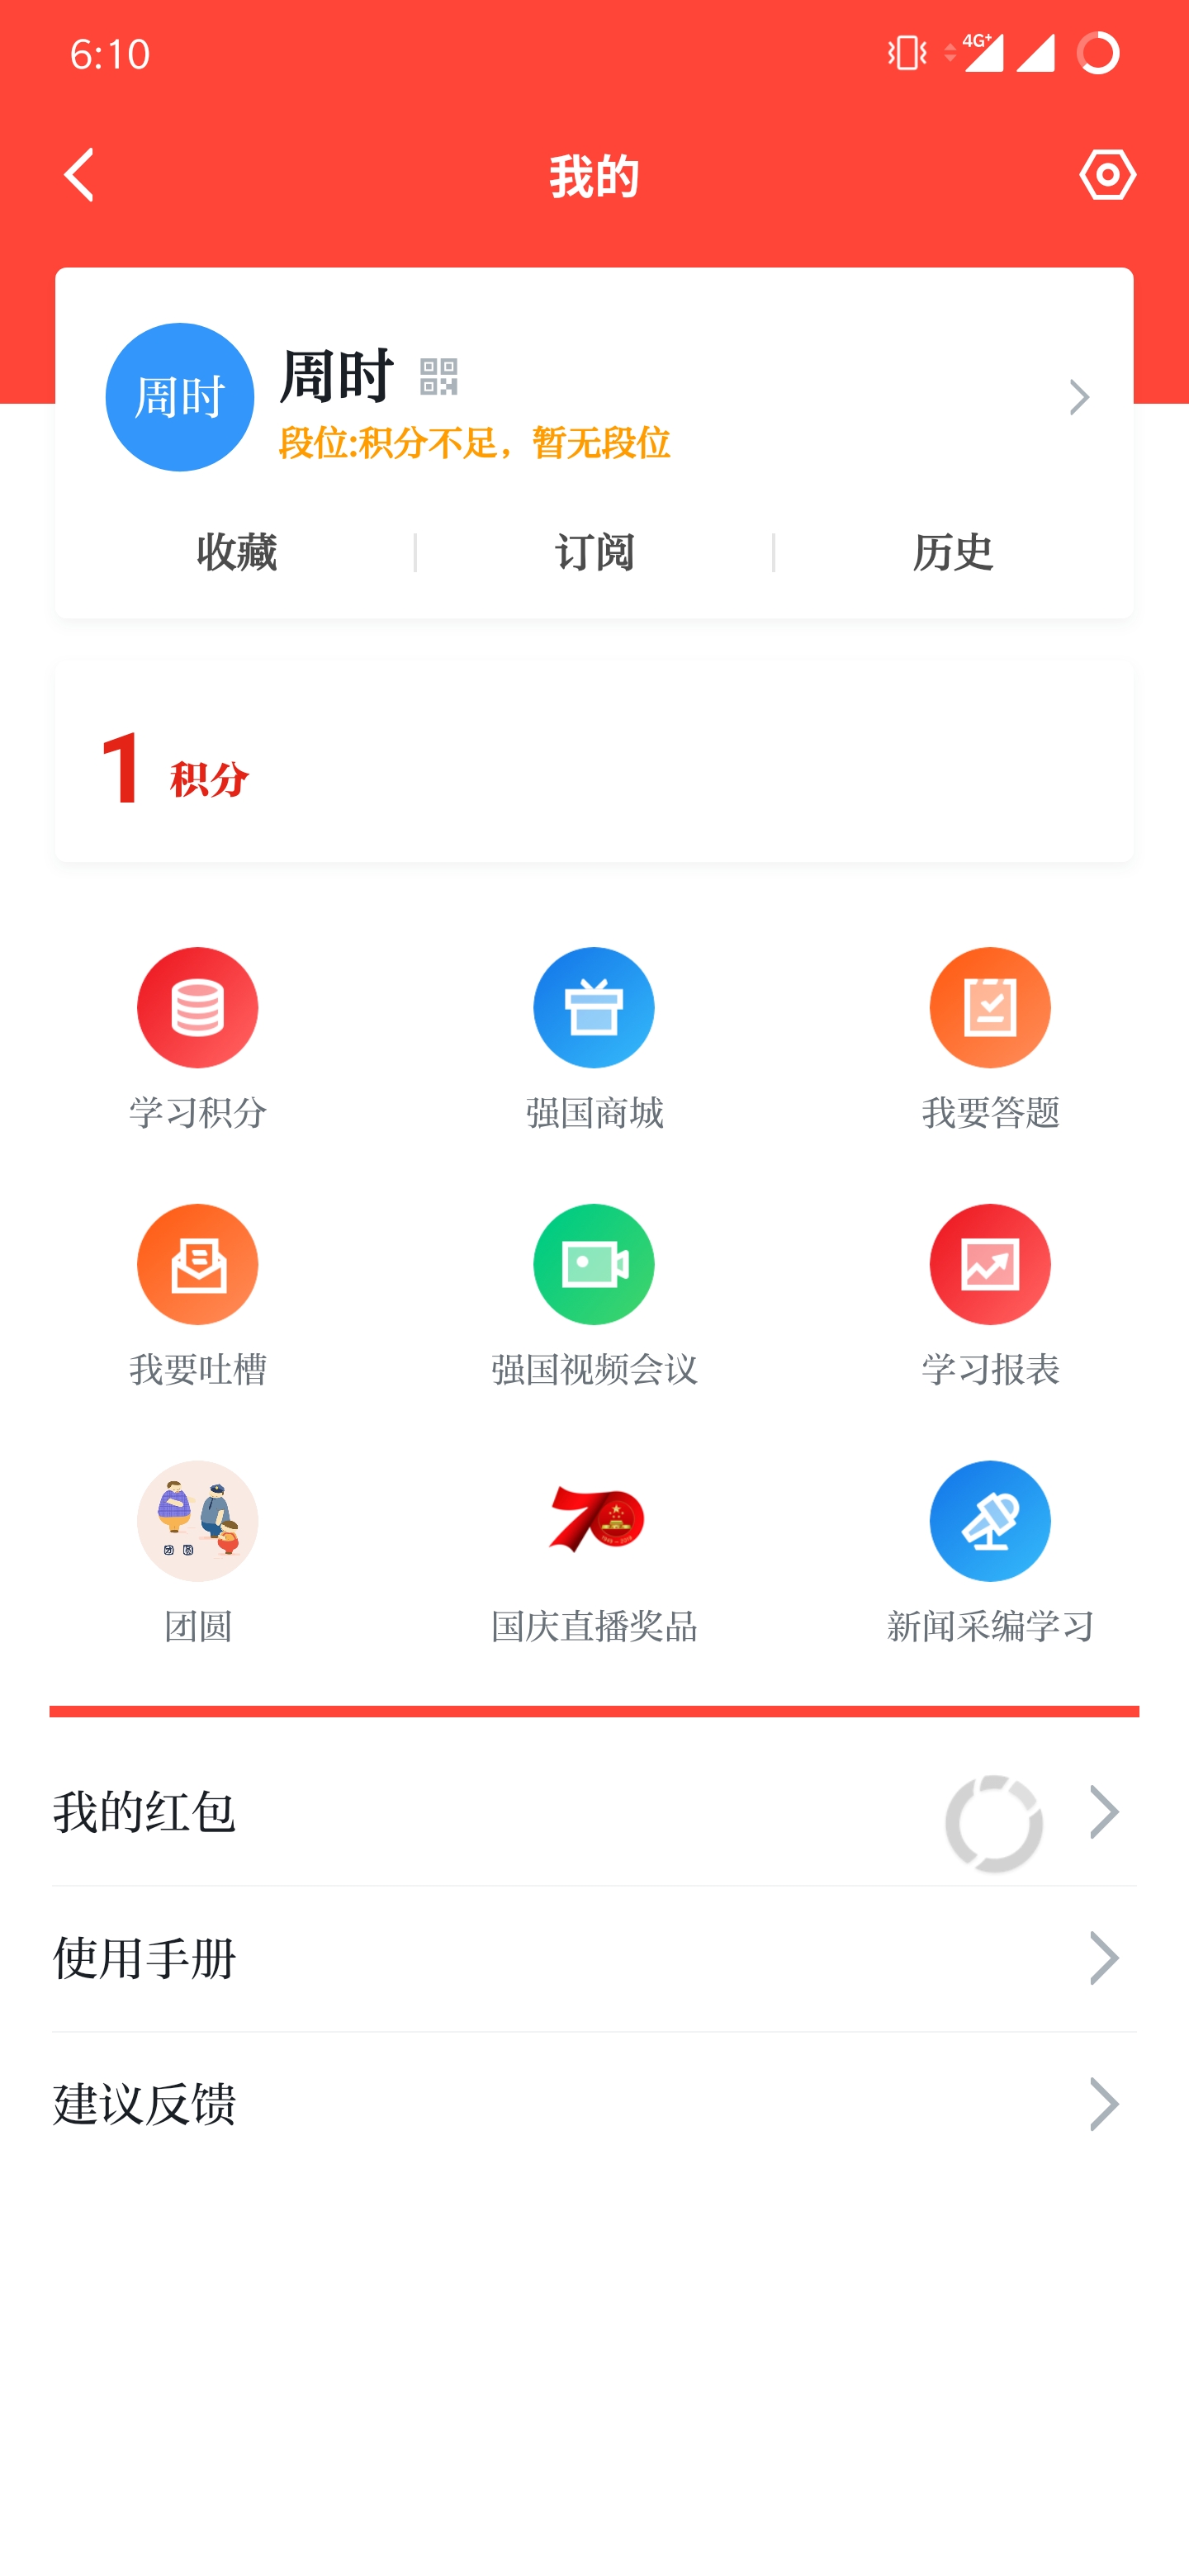 6:10
4G+
我的
周时
周时
段位:积分不足，暂无段位
收藏
订阅
历史
1 积分
学习积分
强国商城
我要答题
我要吐槽
强国视频会议
学习报表
团圆
70
团圆
国庆直播奖品
新闻采编学习
我的红包
使用手册
建议反馈